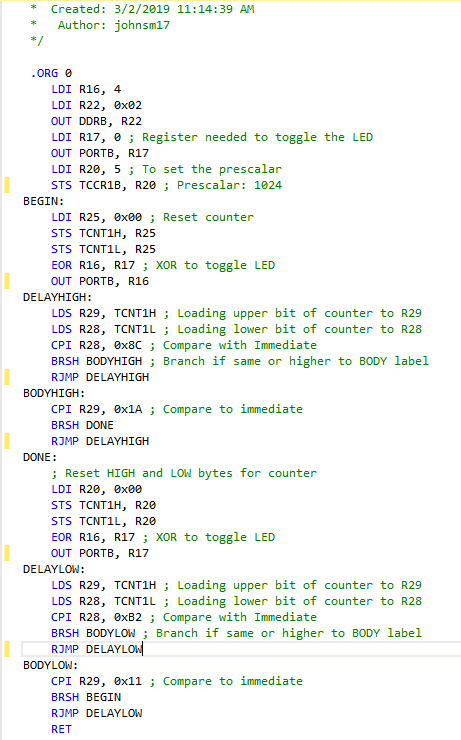 *  Created: 3/2/2019 11:14:39 AM
*   Author: johnsm17
*/
.ORG 0
LDI R16, 4
LDI R22, 0x02
OUT DDRB, R22
LDI R17, 0 ; Register needed to toggle the LED
OUT PORTB, R17
LDI R20, 5 ; To set the prescalar
STS TCCR1B, R20 ; Prescalar: 1024
BEGIN:
LDI R25, 0x00 ; Reset counter
STS TCNT1H, R25
STS TCNT1L, R25
EOR R16, R17 ; XOR to toggle LED
OUT PORTB, R16
DELAYHIGH:
LDS R29, TCNT1H ; Loading upper bit of counter to R29
LDS R28, TCNT1L ; Loading lower bit of counter to R28
CPI R28, 0x8C ; Compare with Immediate
BRSH BODYHIGH ; Branch if same or higher to BODY label
RJMP DELAYHIGH
BODYHIGH:
CPI R29, 0x1A ; Compare to immediate
BRSH DONE
RJMP DELAYHIGH
DONE:
; Reset HIGH and LOW bytes for counter
LDI R20, 0x00
STS TCNT1H, R20
STS TCNT1L, R20
EOR R16, R17 ; XOR to toggle LED
OUT PORTB, R17
DELAYLOW:
LDS R29, TCNT1H ; Loading upper bit of counter to R29
LDS R28, TCNT1L ; Loading lower bit of counter to R28
CPI R28, 0xB2 ; Compare with Immediate
BRSH BODYLOW ; Branch if same or higher to BODY label
RJMP DELAYLOW
BODYLOW:
CPI R29, 0x11 ; Compare to immediate
BRSH BEGIN
RJMP DELAYLOW
RET